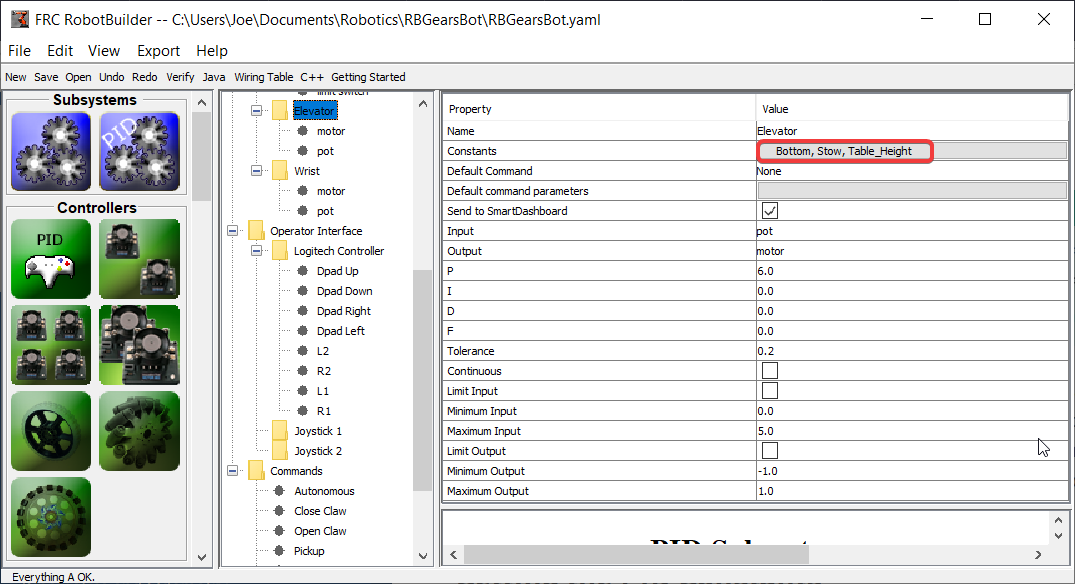 FRC RobotBuilder -- C:\Users\Joe\Documents\Robotics\RBGearsBot\RBGearsBot.yaml
File Edit View Export Help
New Save Open Undo Redo Verify Java Wiring Table C++ Getting Started
Subsystems
PID
Controllers
PID
limit switch
Elevator
motor
pot
Wrist
motor
pot
Operator Interface
Logitech Controller
Dpad Up
Dpad Down
Dpad Right
Dpad Left
L2
R2
L1
R1
Joystick 1
Joystick 2
Commands
Autonomous
Close Claw
Open Claw
Pickup
Property Value
Name Elevator
Constants Bottom, Stow, Table_Height
Default Command None
Default command parameters
Send to SmartDashboard
Input pot
Output motor
P 6.0
I 0.0
D 0.0
F 0.0
Tolerance 0.2
Continuous
Limit Input
Minimum Input 0.0
Maximum Input 5.0
Limit Output
Minimum Output -1.0
Maximum Output 1.0
Everything A OK.